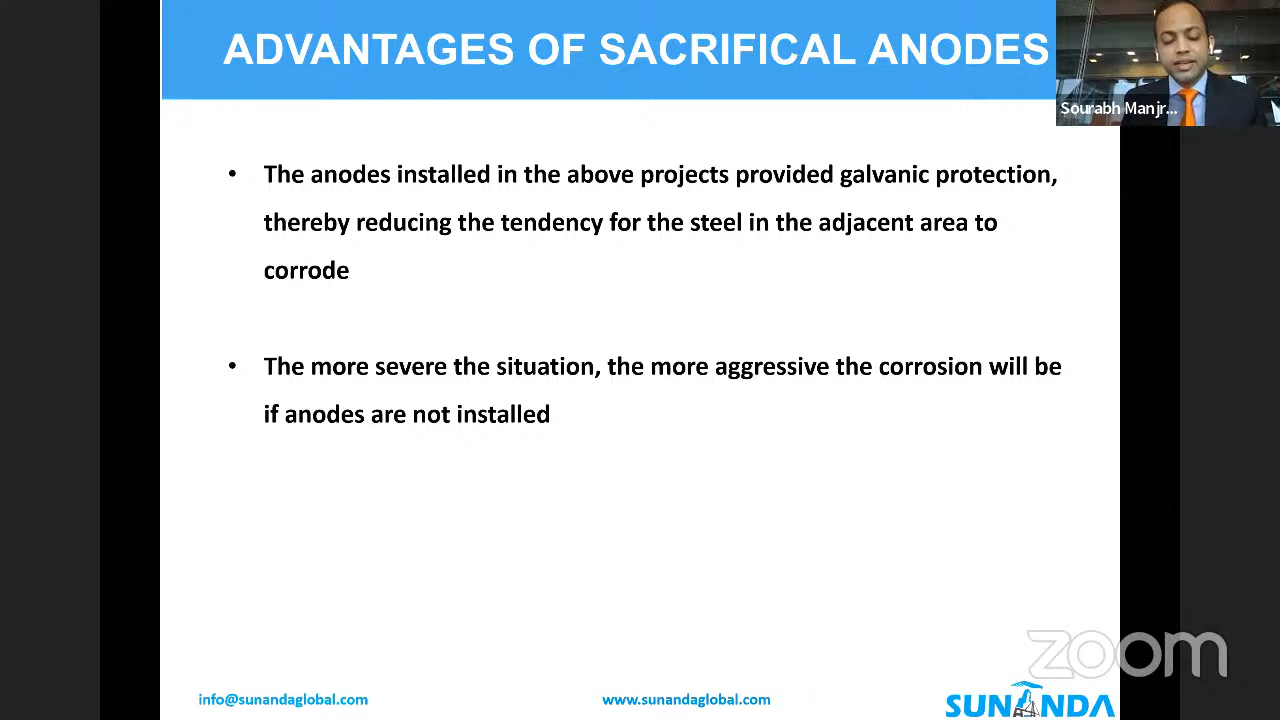 ADVANTAGES OF SACRIFICAL ANODES
Sourabh Manjr...
• The anodes installed in the above projects provided galvanic protection,
thereby reducing the tendency for the steel in the adjacent area to
corrode
• The more severe the situation, the more aggressive the corrosion will be
if anodes are not installed
zoom
info@sunandaglobal.com
www.sunandaglobal.com
SUNANDA